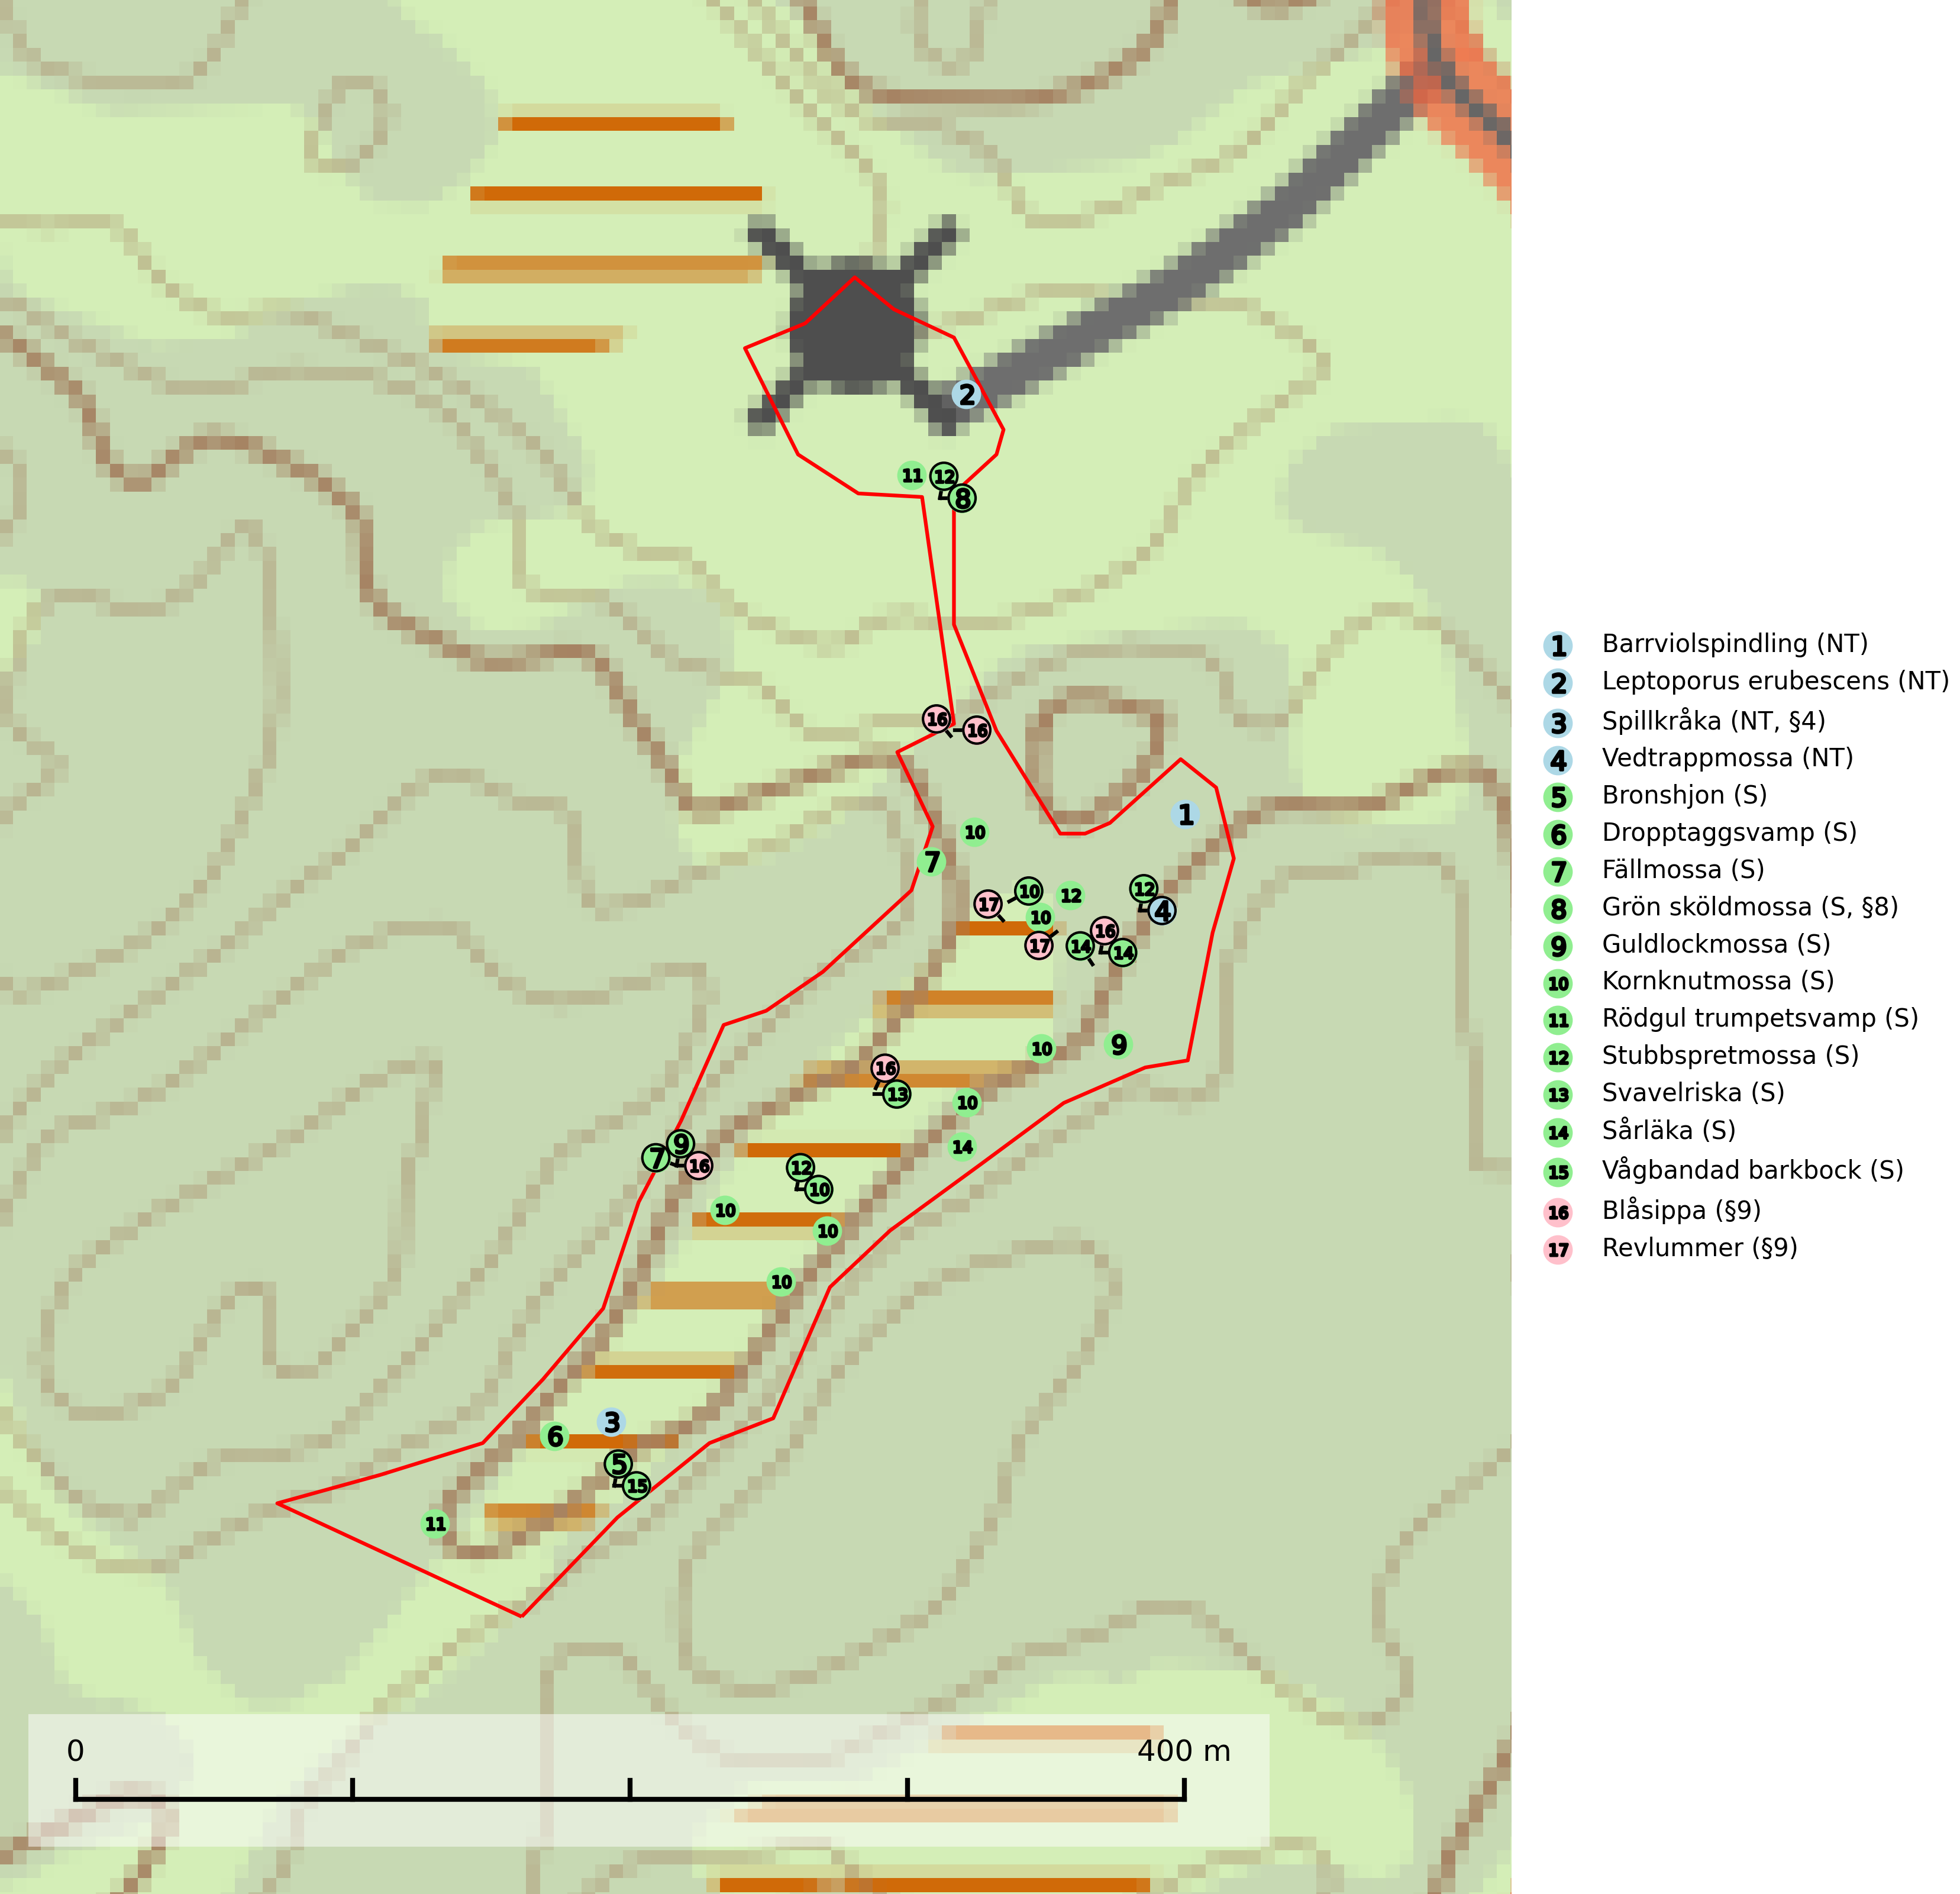 2
11
12
8
16
16
1
10
7
12
10
12
17
10
4
16
17
14
14
10
9
16
13
10
9
14
7
16
12
10
10
10
10
3
6
5
15
11
0
400 m
1 Barrviolspindling (NT)
2 Leptoporus erubescens (NT)
3 Spillkråka (NT, §4)
4 Vedtrappmossa (NT)
5 Bronshjon (S)
6 Dropptaggsvamp (S)
7 Fällmossa (S)
8 Grön sköldmossa (S, §8)
9 Guldlockmossa (S)
10 Kornknutmossa (S)
11 Rödgul trumpetsvamp (S)
12 Stubbspretmossa (S)
13 Svavelriska (S)
14 Sårläka (S)
15 Vågbandad barkbock (S)
16 Blåsippa (§9)
17 Revlummer (§9)